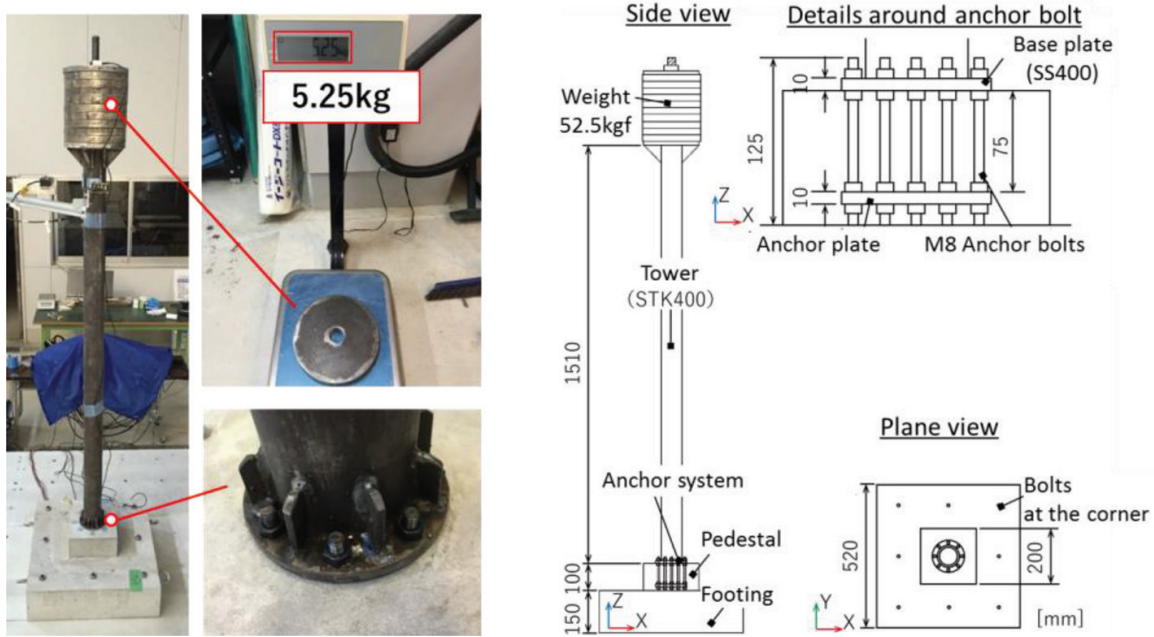 525
5.25kg
Side view
Weight
52.5kgf
1510
Tower
(STK400)
Anchor system
Pedestal
100
150
Footing
Z
X
Details around anchor bolt
Base plate
(SS400)
10
125
75
10
Z
X
Anchor plate
M8 Anchor bolts
Plane view
Bolts
at the corner
520
200
Y
X
[mm]